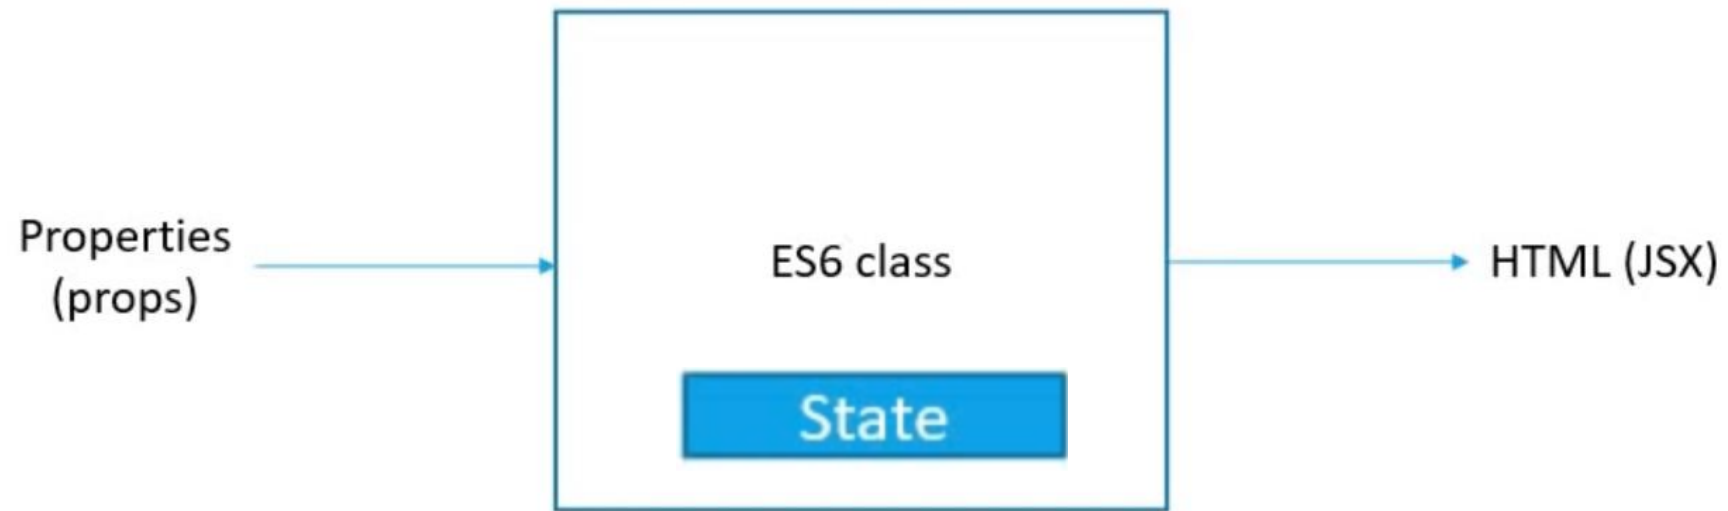 Properties
(props)
ES6 class
State
HTML (JSX)